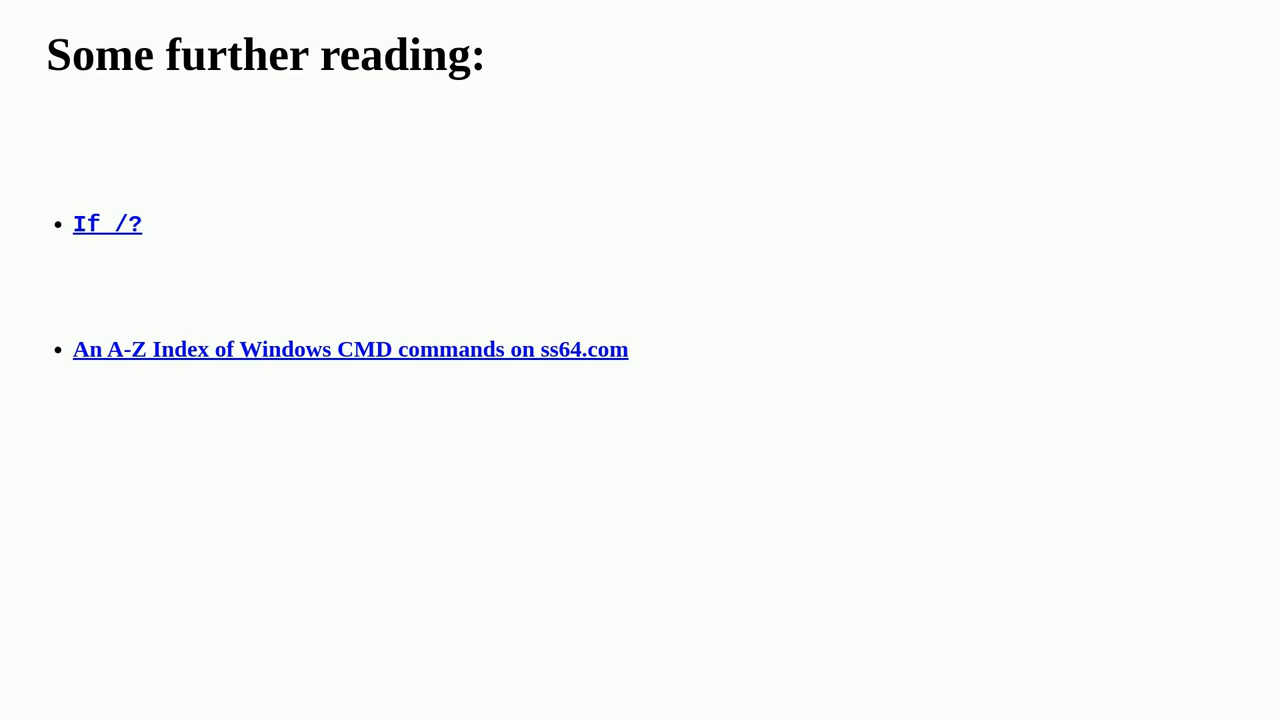 Some further reading:
• If /?
• An A-Z Index of Windows CMD commands on ss64.com